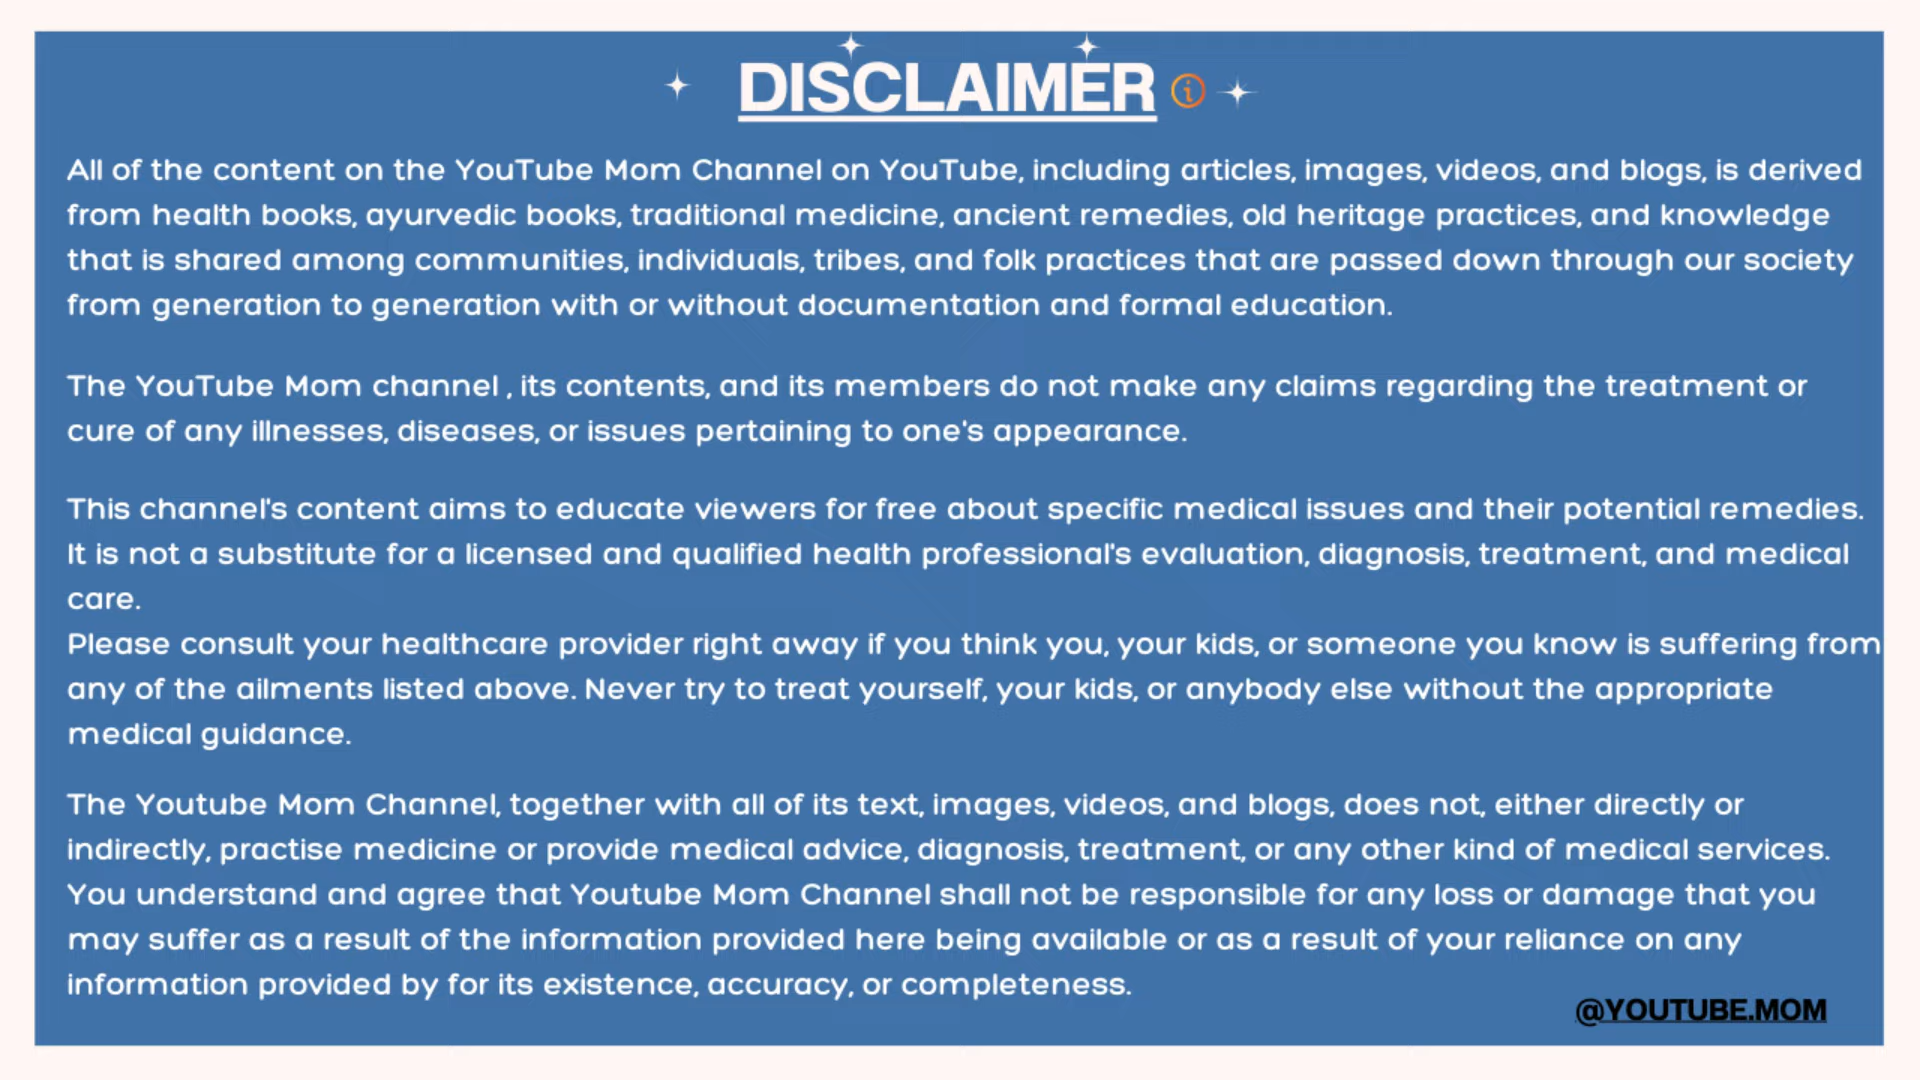 DISCLAIMER
All of the content on the YouTube Mom Channel on YouTube, including articles, images, videos, and blogs, is derived
from health books, ayurvedic books, traditional medicine, ancient remedies, old heritage practices, and knowledge
that is shared among communities, individuals, tribes, and folk practices that are passed down through our society
from generation to generation with or without documentation and formal education.
The YouTube Mom channel , its contents, and its members do not make any claims regarding the treatment or
cure of any illnesses, diseases, or issues pertaining to one's appearance.
This channel's content aims to educate viewers for free about specific medical issues and their potential remedies.
It is not a substitute for a licensed and qualified health professional's evaluation, diagnosis, treatment, and medical
care.
Please consult your healthcare provider right away if you think you, your kids, or someone you know is suffering from
any of the ailments listed above. Never try to treat yourself, your kids, or anybody else without the appropriate
medical guidance.
The Youtube Mom Channel, together with all of its text, images, videos, and blogs, does not, either directly or
indirectly, practise medicine or provide medical advice, diagnosis, treatment, or any other kind of medical services.
You understand and agree that Youtube Mom Channel shall not be responsible for any loss or damage that you
may suffer as a result of the information provided here being available or as a result of your reliance on any
information provided by for its existence, accuracy, or completeness.
@YOUTUBE.MOM